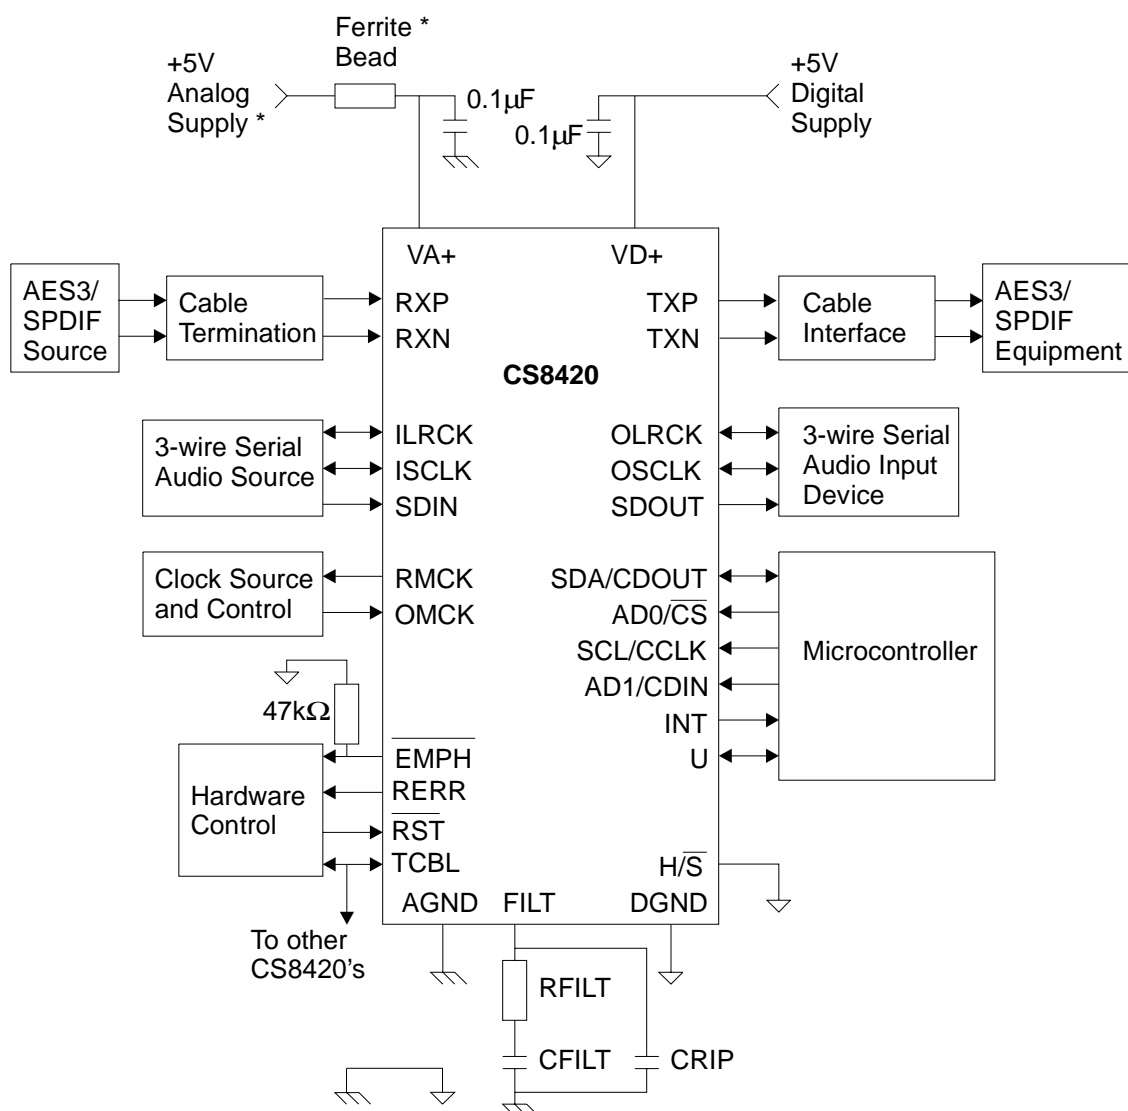 Ferrite *
Bead
+5V
Analog
Supply *
0.1µF
0.1µF
+5V
Digital
Supply
VA+
VD+
AES3/
SPDIF
Source
Cable
Termination
RXP
RXN
TXP
TXN
Cable
Interface
AES3/
SPDIF
Equipment
CS8420
3-wire Serial
Audio Source
ILRCK
ISCLK
SDIN
OLRCK
OSCLK
SDOUT
3-wire Serial
Audio Input
Device
Clock Source
and Control
RMCK
OMCK
SDA/CDOUT
AD0/C̅S̅
SCL/CCLK
AD1/CDIN
INT
U
Microcontroller
47kΩ
E̅M̅P̅H̅
RERR
R̅S̅T̅
TCBL
Hardware
Control
H/S̅
AGND
FILT
DGND
To other
CS8420's
RFILT
CFILT
CRIP